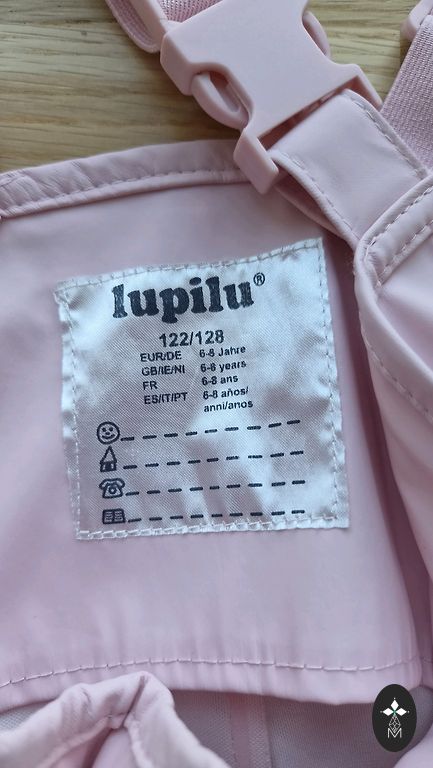 lupilu®
122/128
EUR/DE 6-8 Jahre
GB/IE/NI 6-8 years
FR 6-8 ans
ES/IT/PT 6-8 años/
anni/anos